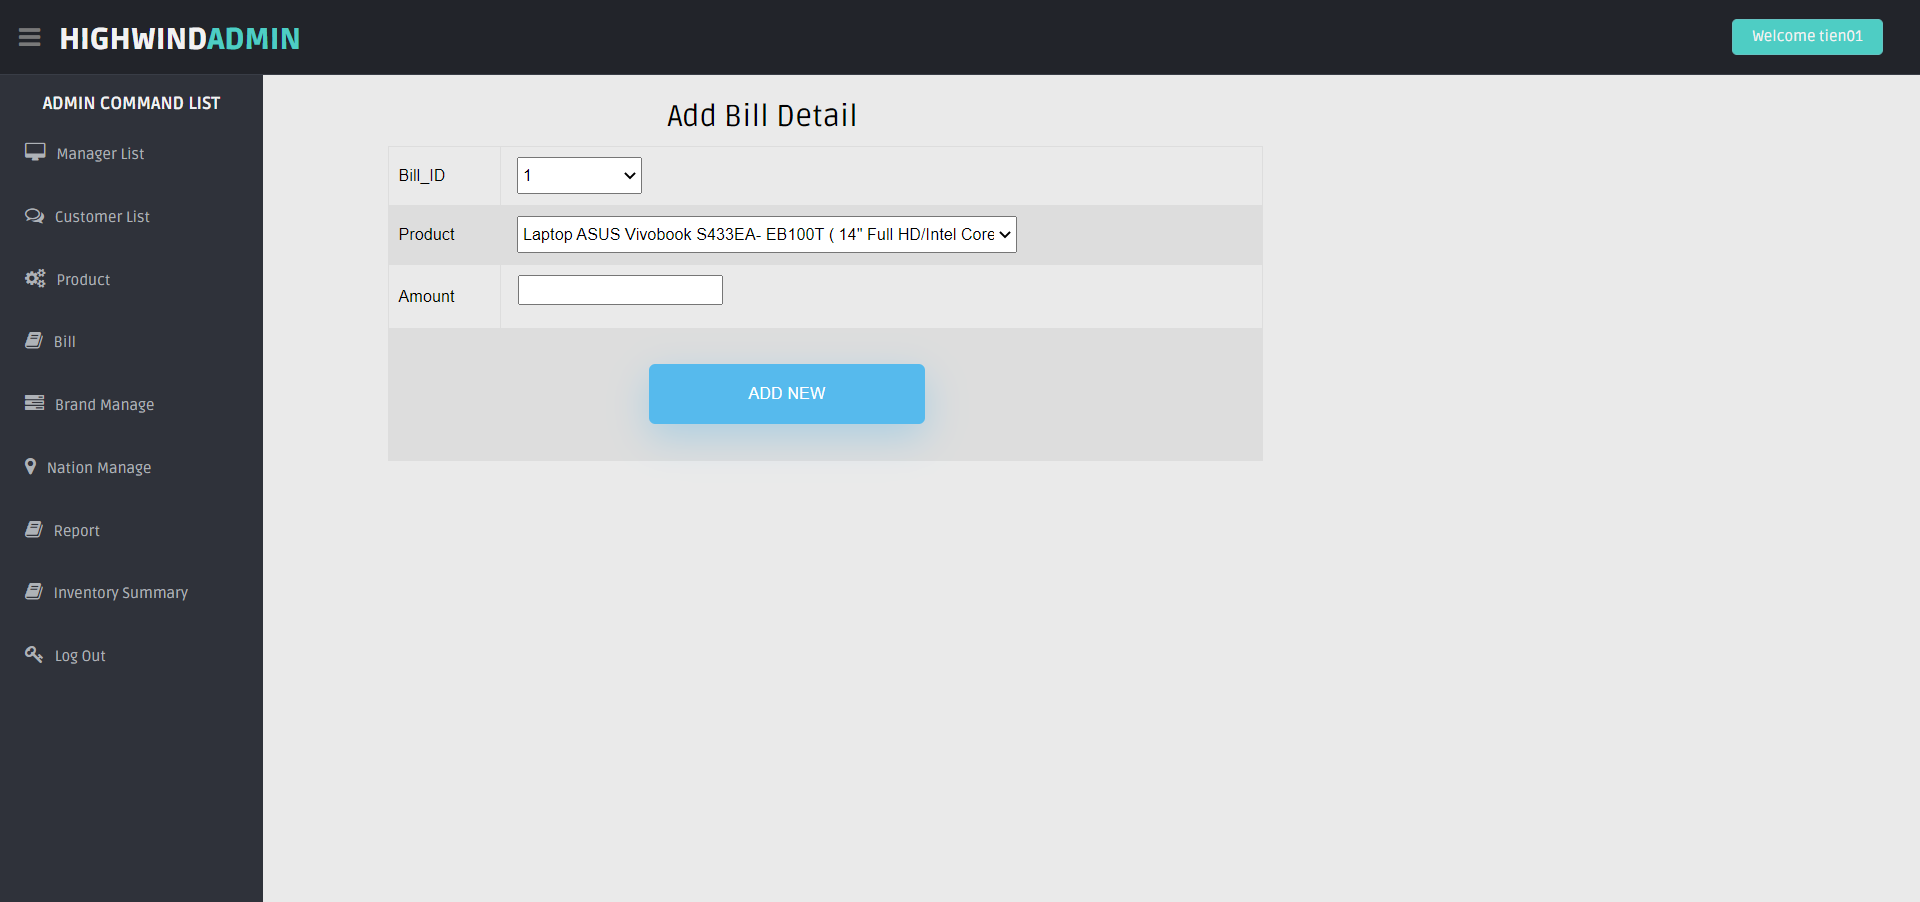 HIGHWINDADMIN
Welcome tien01
ADMIN COMMAND LIST
Manager List
Customer List
Product
Bill
Brand Manage
Nation Manage
Report
Inventory Summary
Log Out
Add Bill Detail
Bill_ID
1
Product
Laptop ASUS Vivobook S433EA- EB100T ( 14" Full HD/Intel Core
Amount
ADD NEW